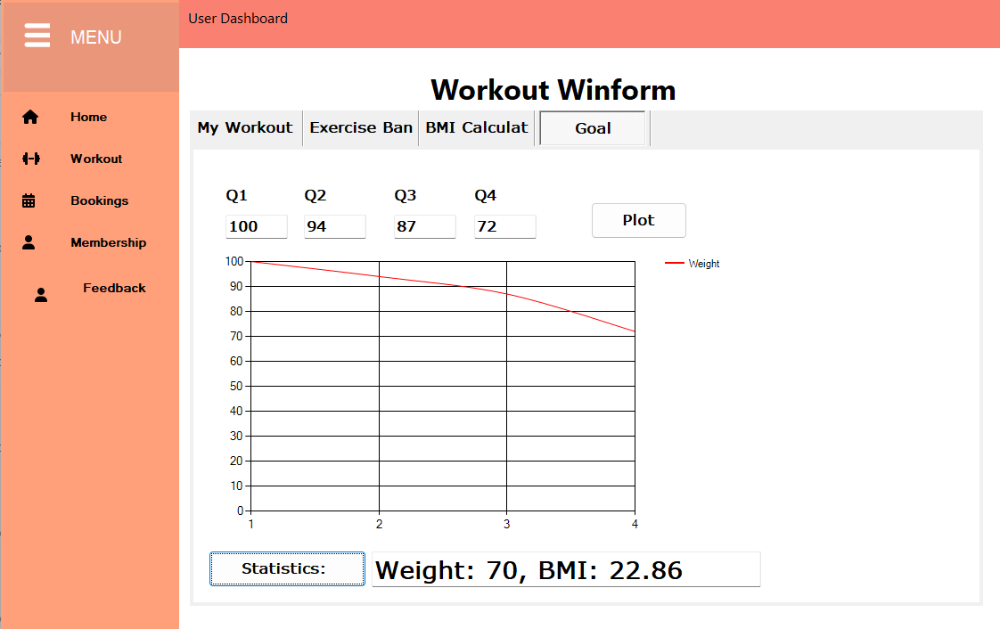 MENU
User Dashboard
Home
Workout
Bookings
Membership
Feedback
Workout Winform
My Workout Exercise Ban BMI Calculat Goal
Q1 Q2 Q3 Q4
100 94 87 72 Plot
Weight
100
90
80
70
60
50
40
30
20
10
0
1 2 3 4
Statistics: Weight: 70, BMI: 22.86